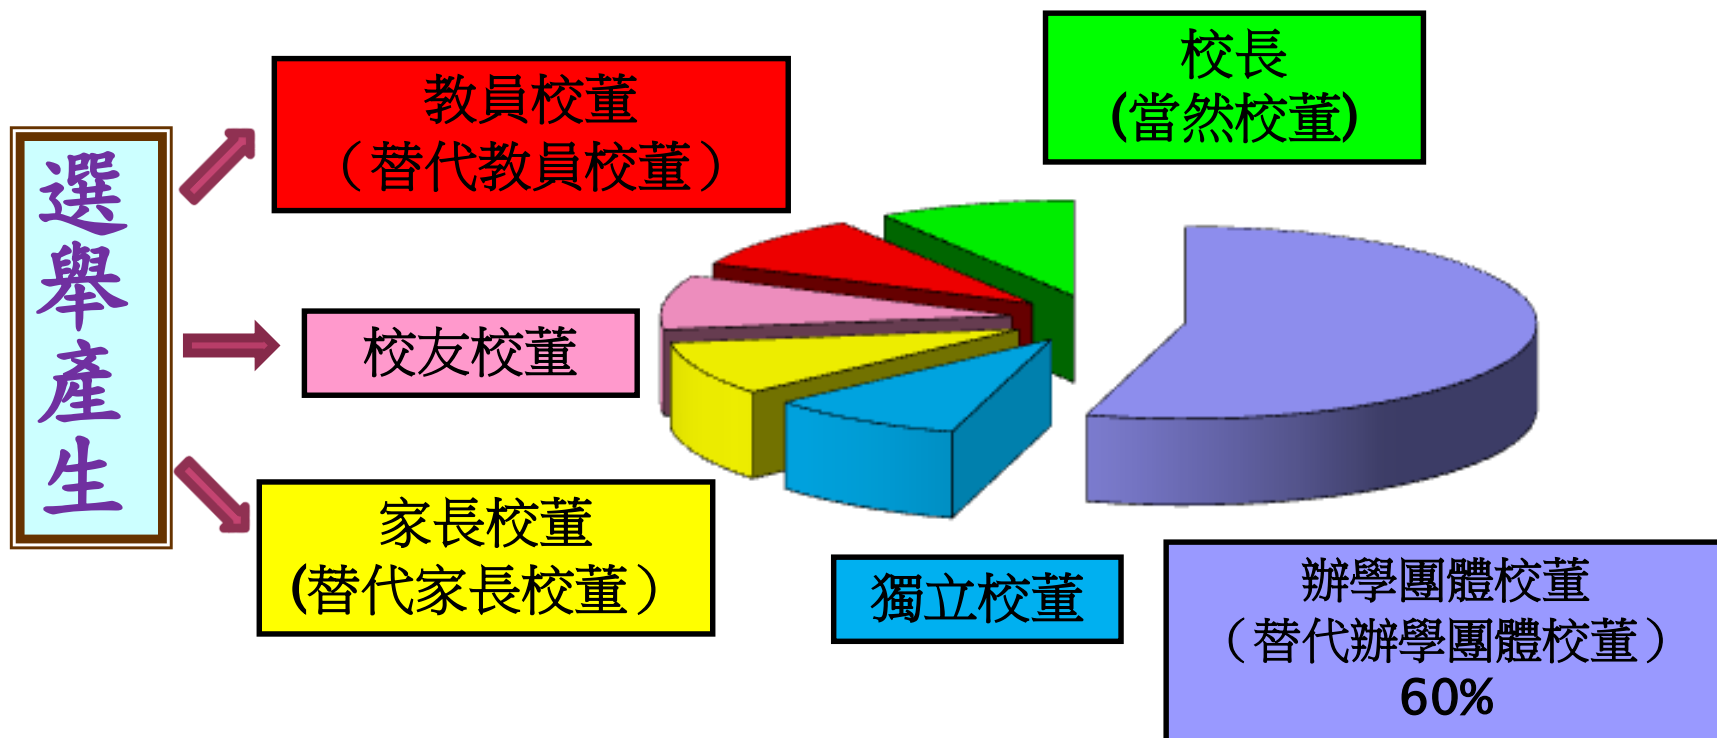 選舉產生
教員校董
（替代教員校董）
校友校董
家長校董
(替代家長校董）
校長
(當然校董)
獨立校董
辦學團體校董
（替代辦學團體校董）
60%